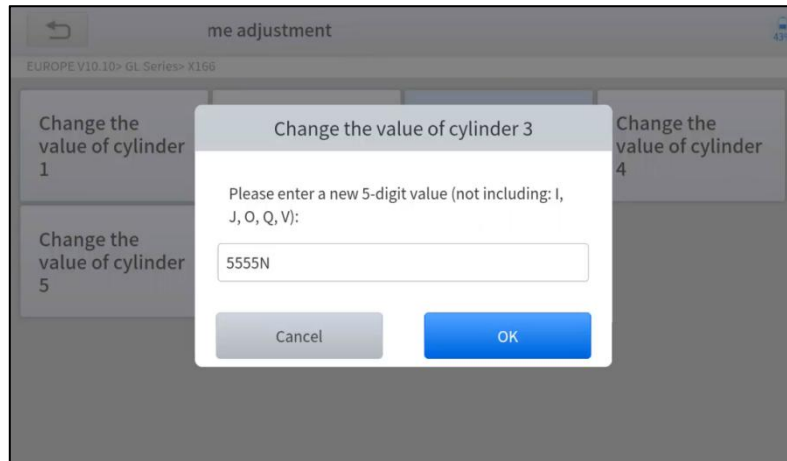 me adjustment
43%
EUROPE V10.10> GL Series> X166
Change the
value of cylinder
1
Change the value of cylinder 3
Change the
value of cylinder
4
Please enter a new 5-digit value (not including: I,
J, O, Q, V):
Change the
value of cylinder
5
5555N
Cancel
OK